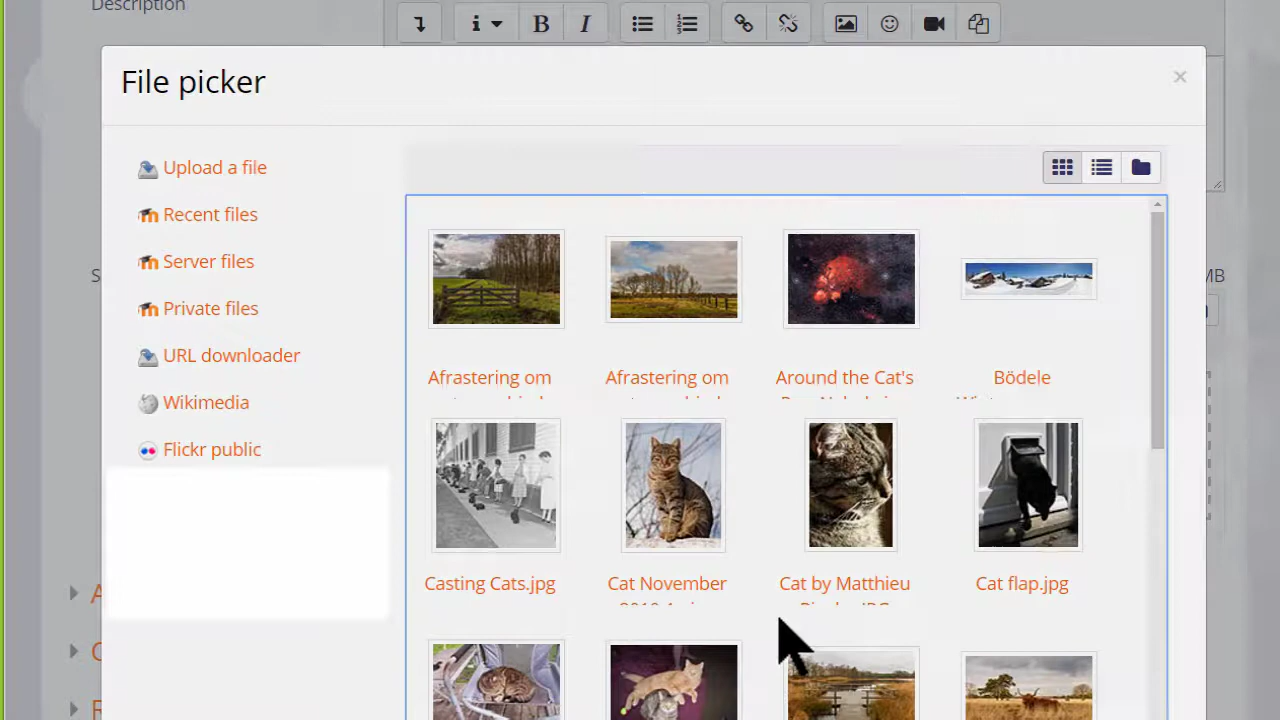 Description
File picker
×
Upload a file
Recent files
Server files
Private files
URL downloader
Wikimedia
Flickr public
S
MB
Afrastering om
Afrastering om
Around the Cat's
Bödele
Casting Cats.jpg
Cat November
Cat by Matthieu
Cat flap.jpg